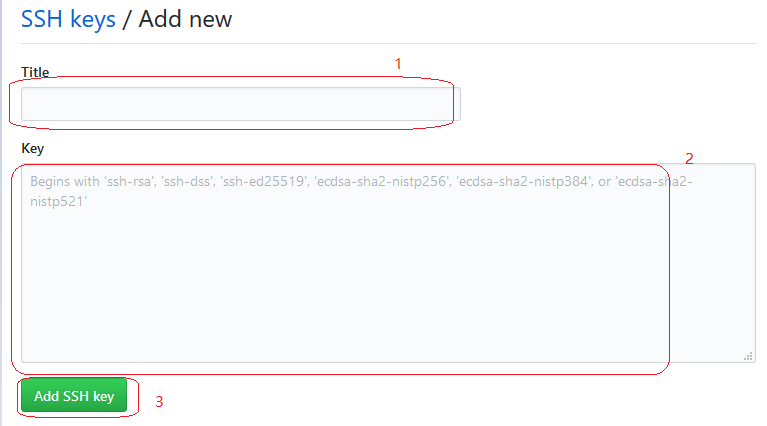 SSH keys / Add new
1
Title
Key
2
Begins with 'ssh-rsa', 'ssh-dss', 'ssh-ed25519', 'ecdsa-sha2-nistp256', 'ecdsa-sha2-nistp384', or 'ecdsa-sha2-
nistp521'
Add SSH key
3